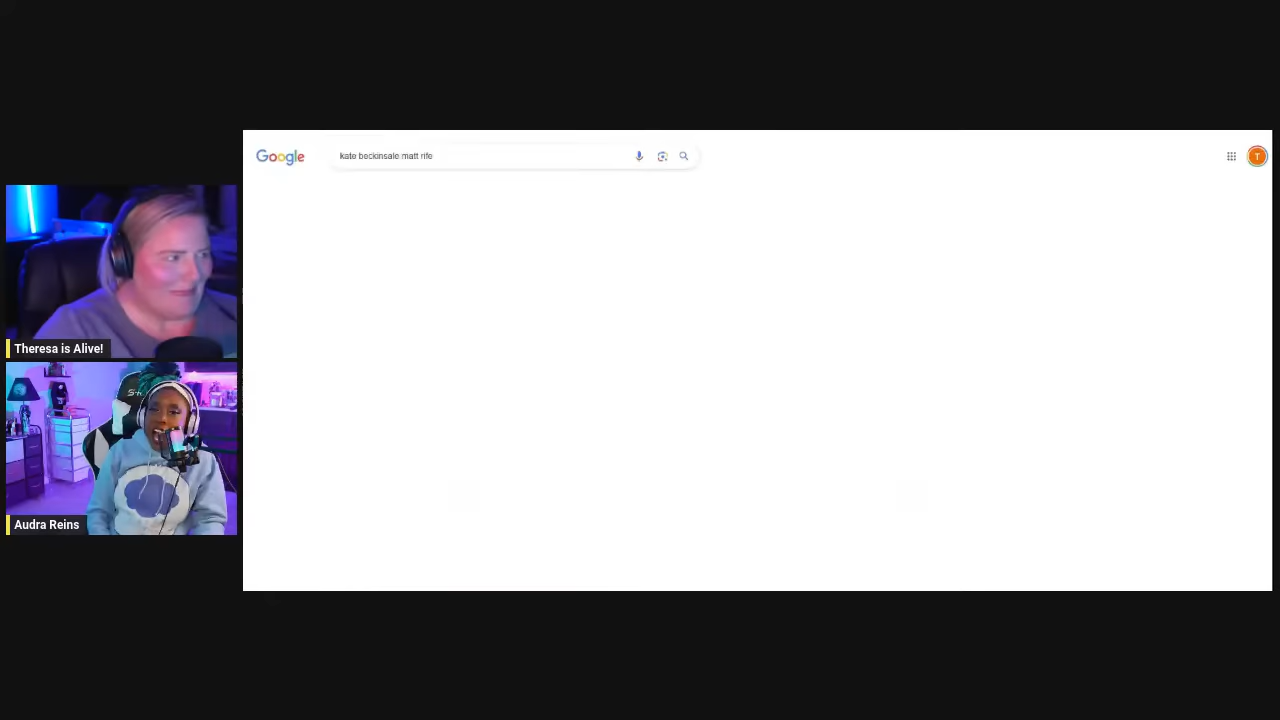 Google
kate beckinsale matt rife
T
Theresa is Alive!
Audra Reins